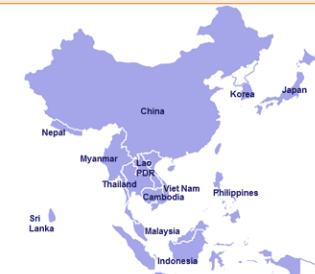 Korea
Japan
China
Nepal
Myanmar
Lao
PDR
Thailand
Viet Nam
Cambodia
Philippines
Sri
Lanka
Malaysia
Indonesia